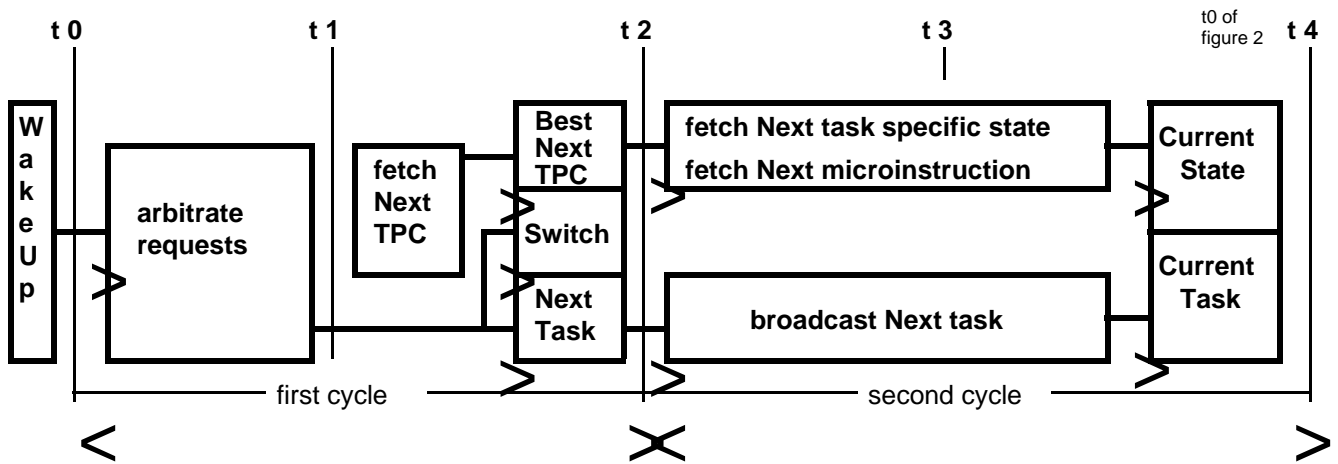 t 0
t 1
t 2
t 3
t0 of
figure 2
t 4
WakeUp
arbitrate
requests
fetch
Next
TPC
Best
Next
TPC
Switch
Next
Task
fetch Next task specific state
fetch Next microinstruction
broadcast Next task
Current
State
Current
Task
first cycle
second cycle